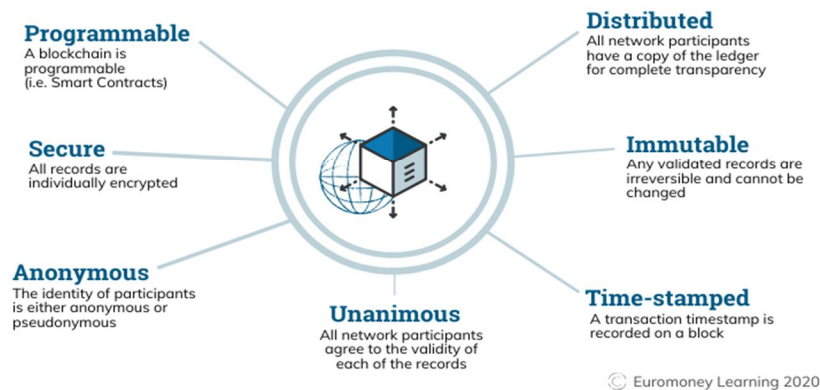 Programmable
A blockchain is
programmable
(i.e. Smart Contracts)
Distributed
All network participants
have a copy of the ledger
for complete transparency
Secure
All records are
individually encrypted
Immutable
Any validated records are
irreversible and cannot be
changed
Anonymous
The identity of participants
is either anonymous or
pseudonymous
Unanimous
All network participants
agree to the validity of
each of the records
Time-stamped
A transaction timestamp is
recorded on a block
© Euromoney Learning 2020